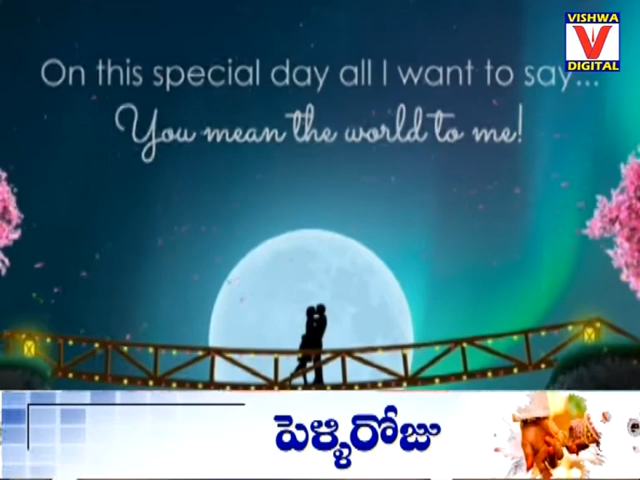 VISHWA
V
DIGITAL
On this special day all I want to say...
You mean the world to me!
పెళ్ళిరోజు